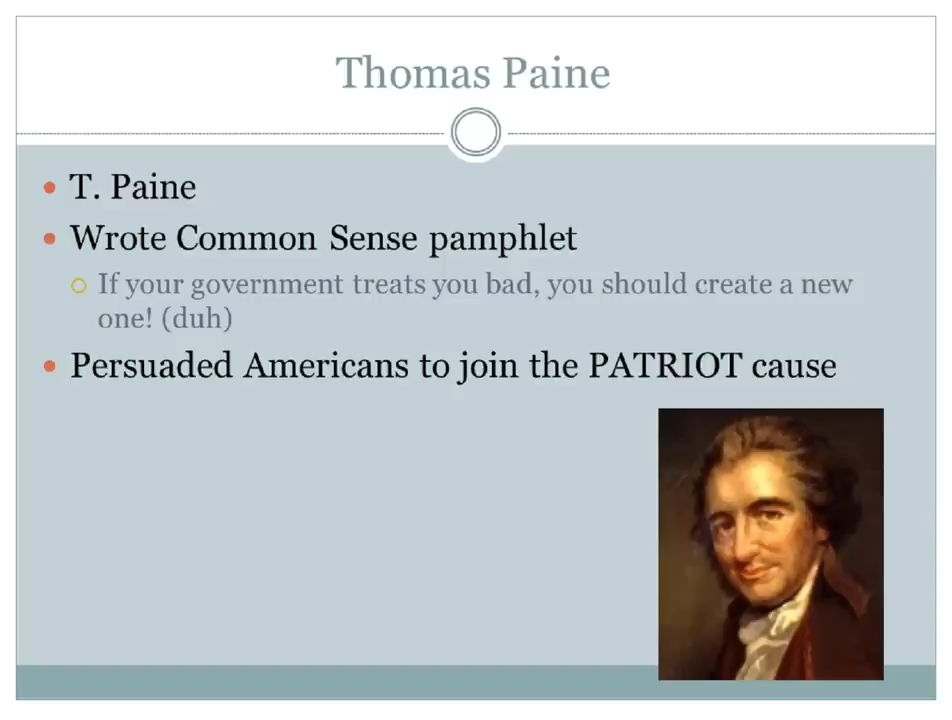 Thomas Paine
T. Paine
Wrote Common Sense pamphlet
If your government treats you bad, you should create a new
one! (duh)
Persuaded Americans to join the PATRIOT cause